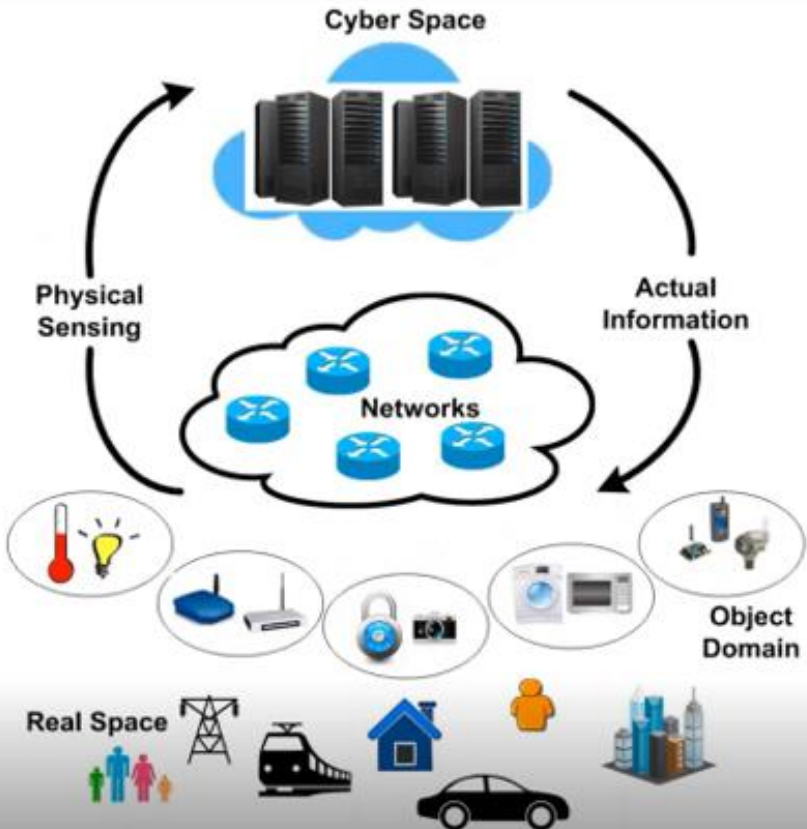 Cyber Space
Physical
Sensing
Actual
Information
Networks
Object
Domain
Real Space